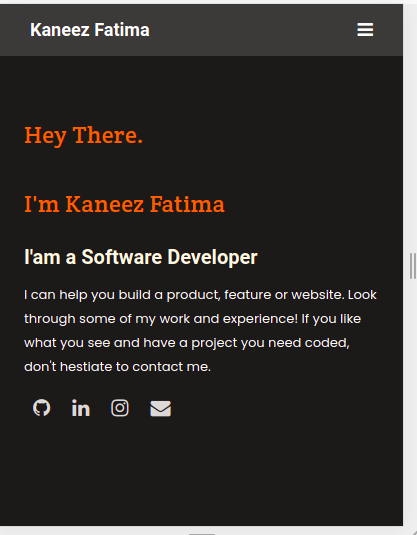 Kaneez Fatima
Hey There.
I'm Kaneez Fatima
I'am a Software Developer
I can help you build a product, feature or website. Look
through some of my work and experience! If you like
what you see and have a project you need coded,
don't hestiate to contact me.